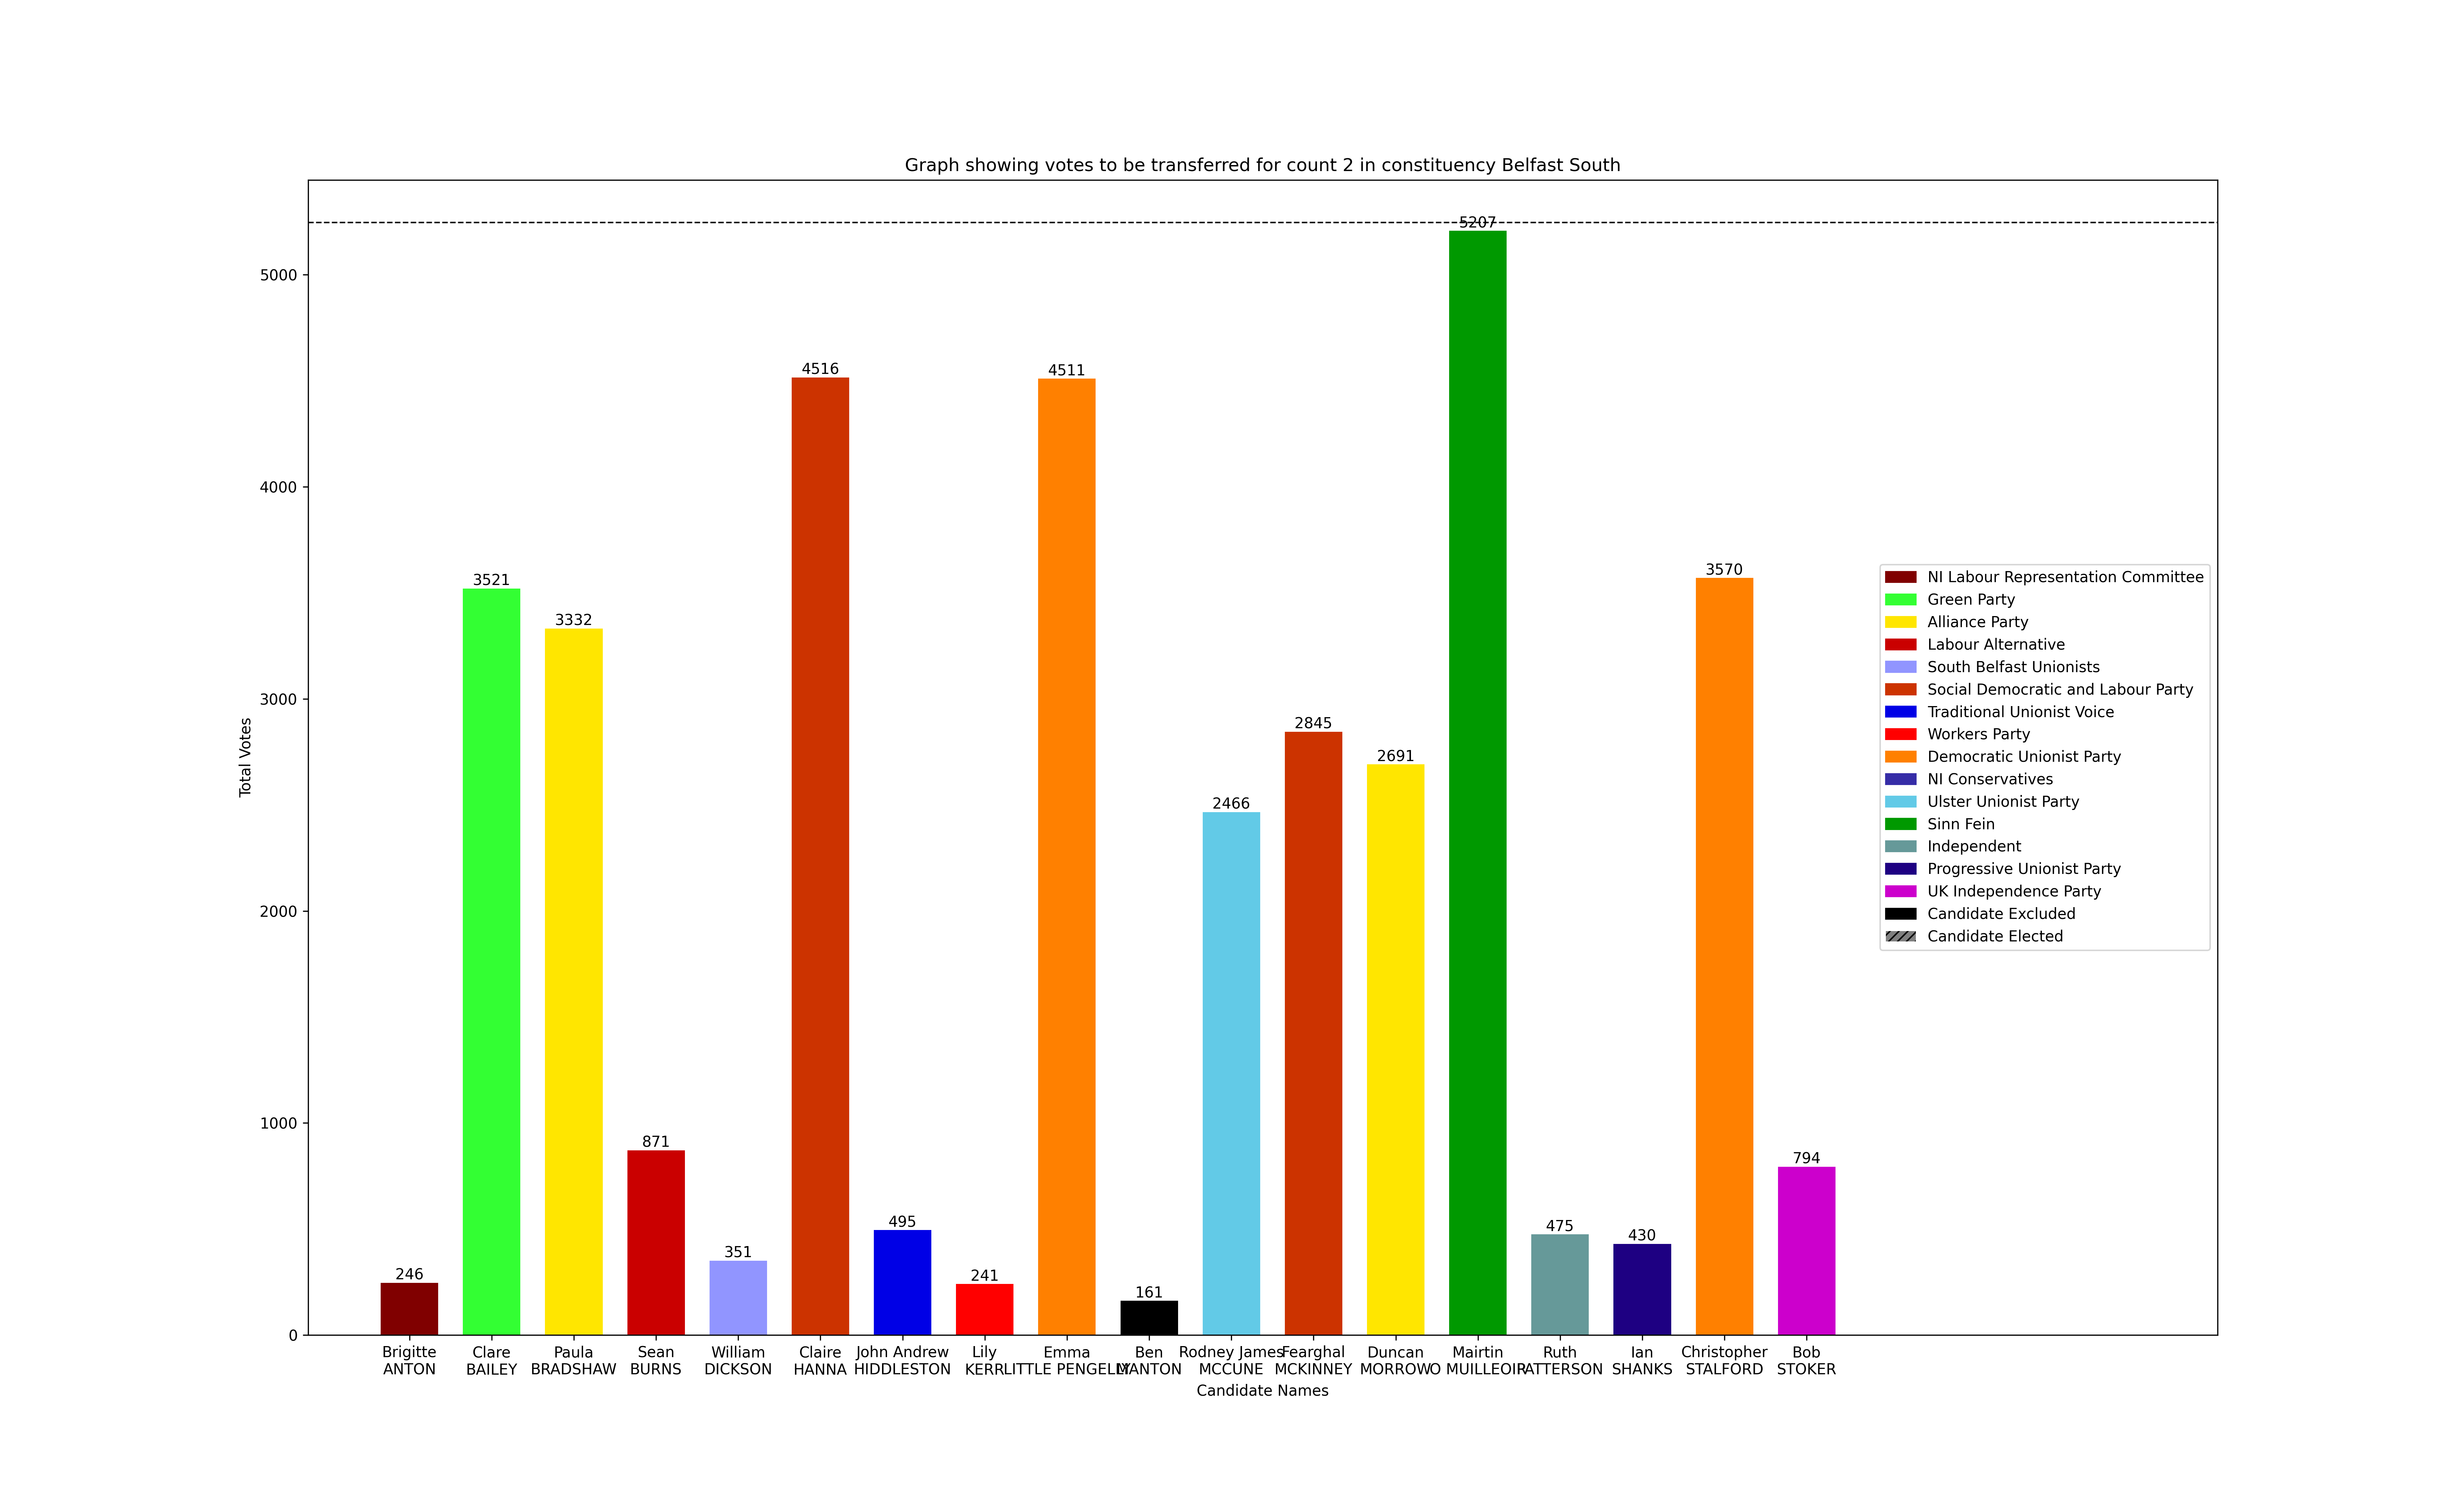 Graph showing votes to be transferred for count 2 in constituency Belfast South
5207
5000
4516
4511
4000
3521
3570
3332
3000
2845
2691
2466
2000
1000
871
794
495
475
430
351
246
241
161
0
Total Votes
NI Labour Representation Committee
Green Party
Alliance Party
Labour Alternative
South Belfast Unionists
Social Democratic and Labour Party
Traditional Unionist Voice
Workers Party
Democratic Unionist Party
NI Conservatives
Ulster Unionist Party
Sinn Fein
Independent
Progressive Unionist Party
UK Independence Party
Candidate Excluded
Candidate Elected
Brigitte
ANTON
Clare
BAILEY
Paula
BRADSHAW
Sean
BURNS
William
DICKSON
Claire
HANNA
John Andrew
HIDDLESTON
Lily
KERR
Emma
LITTLE PENGELLY
Ben
MANTON
Rodney James
MCCUNE
Fearghal
MCKINNEY
Duncan
MORROW
Mairtin
O MUILLEOIR
Ruth
PATTERSON
Ian
SHANKS
Christopher
STALFORD
Bob
STOKER
Candidate Names